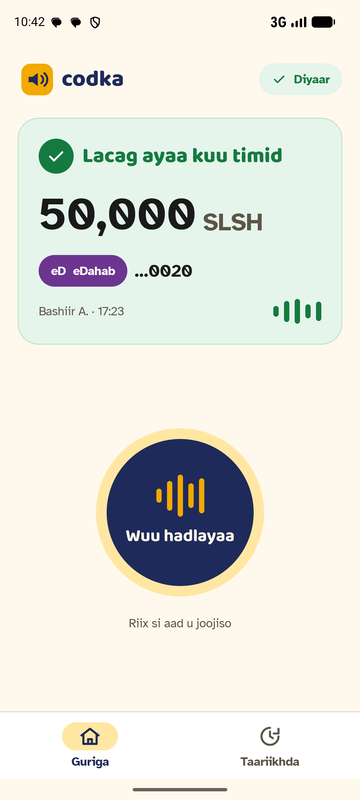 10:42
3G
codka
Diyaar
Lacag ayaa kuu timid
50,000 SLSH
eD eDahab ...0020
Bashiir A. · 17:23
Wuu hadlayaa
Riix si aad u joojiso
Guriga
Taariikhda